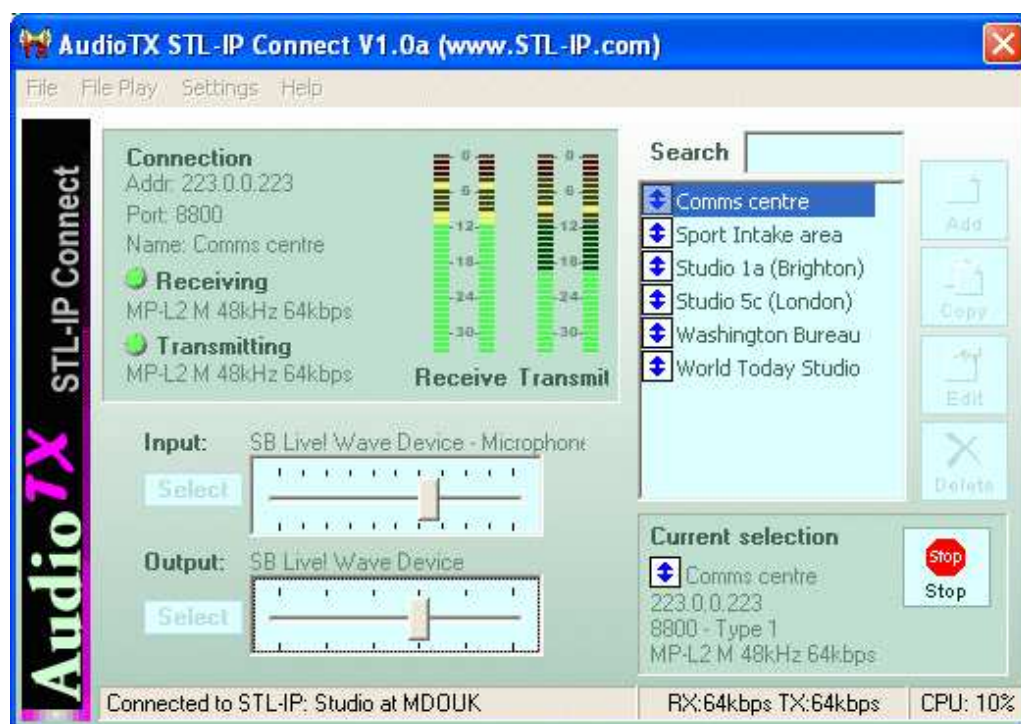 AudioTX STL-IP Connect V1.0a (www.STL-IP.com)
File File Play Settings Help
AudioTX STL-IP Connect
Connection
Addr: 223.0.0.223
Port: 8800
Name: Comms centre
Receiving
MP-L2 M 48kHz 64kbps
Transmitting
MP-L2 M 48kHz 64kbps
0 0
6 6
12 12
18 18
24 24
30 30
Receive Transmit
Input: SB Live! Wave Device - Microphone
Select
Output: SB Live! Wave Device
Select
Search
Comms centre
Sport Intake area
Studio 1a (Brighton)
Studio 5c (London)
Washington Bureau
World Today Studio
Add
Copy
Edit
Delete
Current selection
Comms centre
223.0.0.223
8800 - Type 1
MP-L2 M 48kHz 64kbps
Stop
Stop
Connected to STL-IP: Studio at MDOUK
RX:64kbps TX:64kbps
CPU: 10%